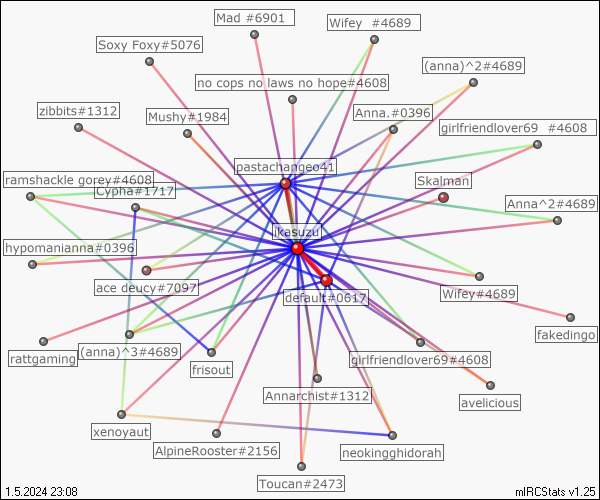 Mad #6901
Wifey  #4689
Soxy Foxy#5076
(anna)^2#4689
no cops no laws no hope#4608
zibbits#1312
Mushy#1984
Anna.#0396
girlfriendlover69  #4608
pastachangeo41
ramshackle gorey#4608
Skalman
Cypha#1717
Anna^2#4689
ikasuzu
hypomanianna#0396
ace deucy#7097
Wifey#4689
default#0617
fakedingo
rattgaming
(anna)^3#4689
girlfriendlover69#4608
frisout
Annarchist#1312
avelicious
xenoyaut
AlpineRooster#2156
neokingghidorah
Toucan#2473
1.5.2024 23:08
mIRCStats v1.25